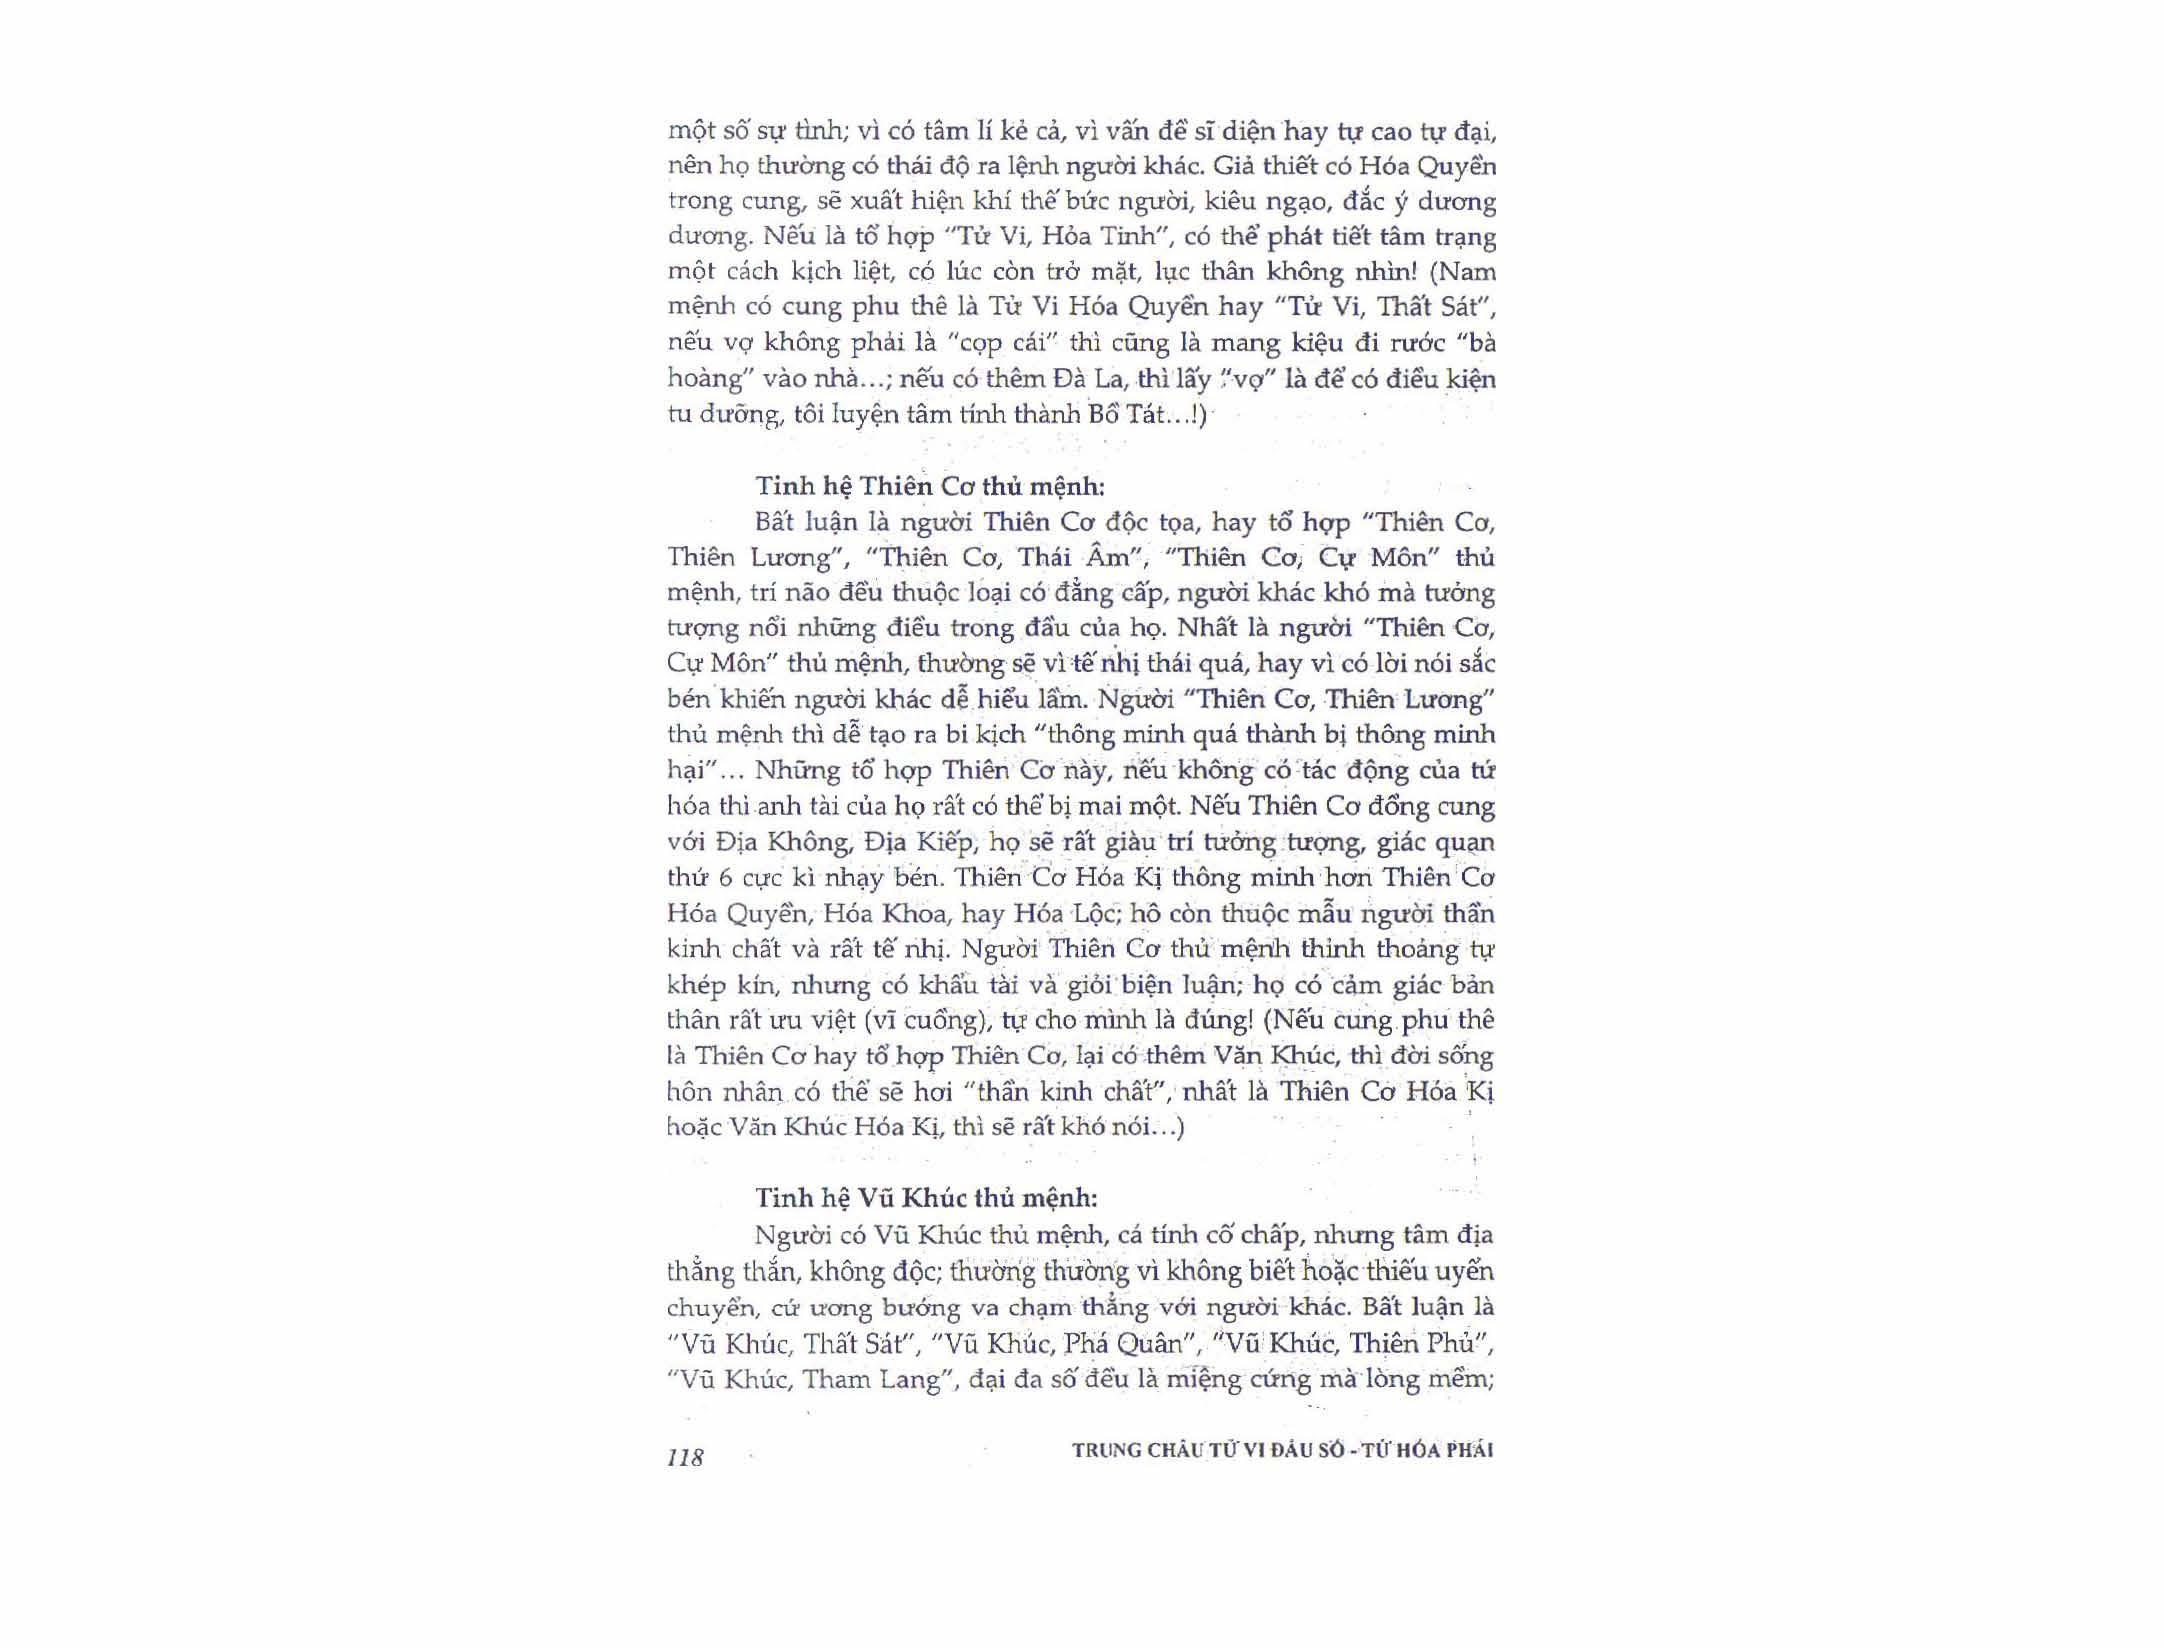 một số sự tình; vì có tâm lí kẻ cả, vì vấn đề sĩ diện hay tự cao tự đại,
nên họ thường có thái độ ra lệnh người khác. Giả thiết có Hóa Quyền
trong cung, sẽ xuất hiện khí thế bức người, kiêu ngạo, đắc ý dương
dương. Nếu là tổ hợp "Tử Vi, Hỏa Tinh", có thể phát tiết tâm trạng
một cách kịch liệt, có lúc còn trở mặt, lục thân không nhìn! (Nam
mệnh có cung phu thê là Tử Vi Hóa Quyền hay "Tử Vi, Thất Sát",
nếu vợ không phải là "cọp cái" thì cũng là mang kiệu đi rước "bà
hoàng" vào nhà...; nếu có thêm Đà La, thì lấy "vợ" là để có điều kiện
tu dưỡng, tôi luyện tâm tính thành Bồ Tát...!)
Tinh hệ Thiên Cơ thủ mệnh:
Bất luận là người Thiên Cơ độc tọa, hay tổ hợp "Thiên Cơ,
Thiên Lương", "Thiên Cơ, Thái Âm", "Thiên Cơ, Cự Môn" thủ
mệnh, trí não đều thuộc loại có đẳng cấp, người khác khó mà tưởng
tượng nổi những điều trong đầu của họ. Nhất là người "Thiên Cơ,
Cự Môn" thủ mệnh, thường sẽ vì tế nhị thái quá, hay vì có lời nói sắc
bén khiến người khác dễ hiểu lầm. Người "Thiên Cơ, Thiên Lương"
thủ mệnh thì dễ tạo ra bi kịch "thông minh quá thành bị thông minh
hại"... Những tổ hợp Thiên Cơ này, nếu không có tác động của tứ
hóa thì anh tài của họ rất có thể bị mai một. Nếu Thiên Cơ đồng cung
với Địa Không, Địa Kiếp, họ sẽ rất giàu trí tưởng tượng, giác quan
thứ 6 cực kì nhạy bén. Thiên Cơ Hóa Kị thông minh hơn Thiên Cơ
Hóa Quyền, Hóa Khoa, hay Hóa Lộc; hô còn thuộc mẫu người thần
kinh chất và rất tế nhị. Người Thiên Cơ thủ mệnh thỉnh thoảng tự
khép kín, nhưng có khẩu tài và giỏi biện luận; họ có cảm giác bản
thân rất ưu việt (vĩ cuồng), tự cho mình là đúng! (Nếu cung phu thê
là Thiên Cơ hay tổ hợp Thiên Cơ, lại có thêm Văn Khúc, thì đời sống
hôn nhân có thể sẽ hơi "thần kinh chất", nhất là Thiên Cơ Hóa Kị
hoặc Văn Khúc Hóa Kị, thì sẽ rất khó nói...)
Tinh hệ Vũ Khúc thủ mệnh:
Người có Vũ Khúc thủ mệnh, cá tính cố chấp, nhưng tâm địa
thẳng thắn, không độc; thường thường vì không biết hoặc thiếu uyển
chuyển, cứ ương bướng va chạm thẳng với người khác. Bất luận là
"Vũ Khúc, Thất Sát", "Vũ Khúc, Phá Quân", "Vũ Khúc, Thiên Phủ",
"Vũ Khúc, Tham Lang", đại đa số đều là miệng cứng mà lòng mềm;
118
TRUNG CHÂU TỬ VI ĐẨU SỐ - TỨ HÓA PHÁI